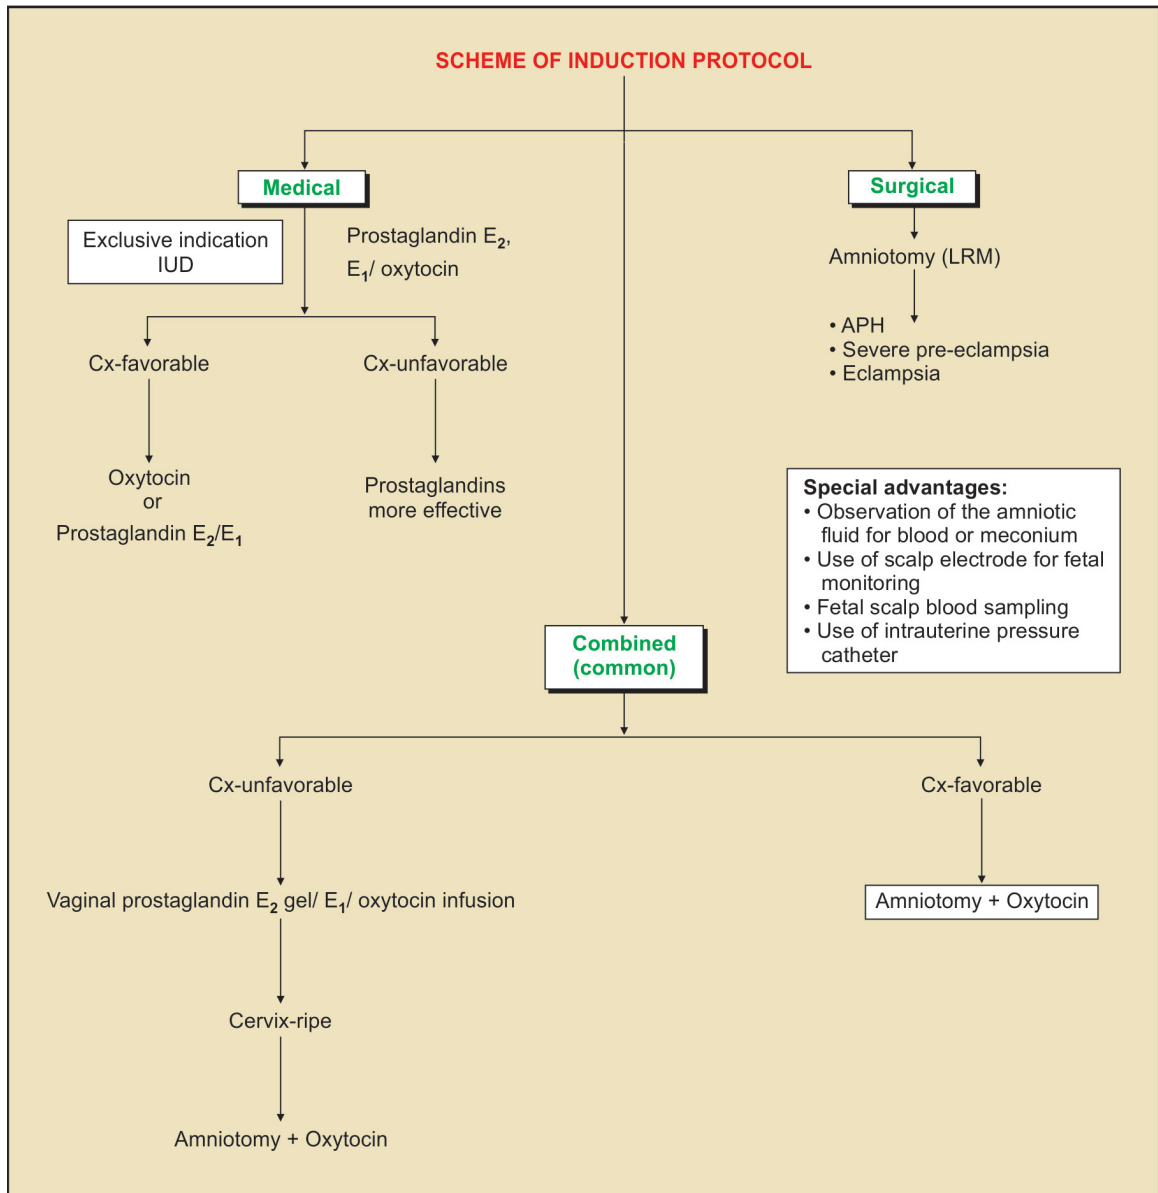 SCHEME OF INDUCTION PROTOCOL
Medical
Surgical
Exclusive indication
IUD
Prostaglandin E₂,
E₁/ oxytocin
Amniotomy (LRM)
• APH
• Severe pre-eclampsia
• Eclampsia
Cx-favorable
Cx-unfavorable
Oxytocin
or
Prostaglandin E₂/E₁
Prostaglandins
more effective
Special advantages:
• Observation of the amniotic
fluid for blood or meconium
• Use of scalp electrode for fetal
monitoring
• Fetal scalp blood sampling
• Use of intrauterine pressure
catheter
Combined
(common)
Cx-unfavorable
Cx-favorable
Vaginal prostaglandin E₂ gel/ E₁/ oxytocin infusion
Amniotomy + Oxytocin
Cervix-ripe
Amniotomy + Oxytocin